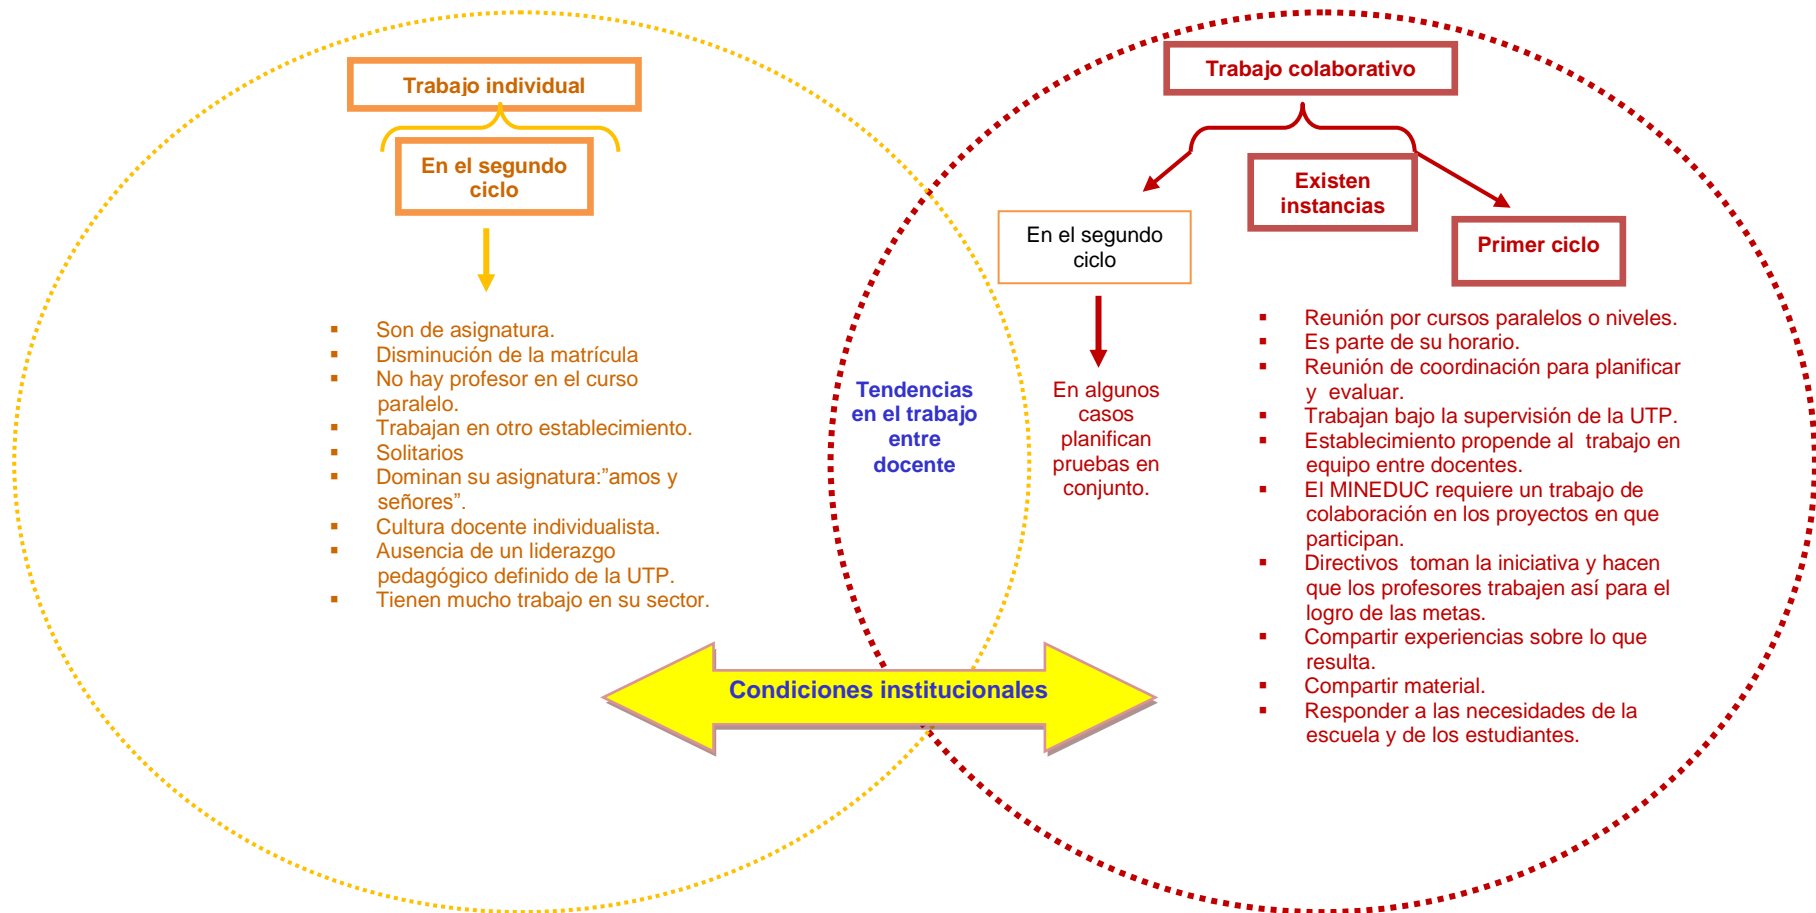 Trabajo individual
En el segundo
ciclo
▪ Son de asignatura.
▪ Disminución de la matrícula
▪ No hay profesor en el curso
paralelo.
▪ Trabajan en otro establecimiento.
▪ Solitarios
▪ Dominan su asignatura:”amos y
señores”.
▪ Cultura docente individualista.
▪ Ausencia de un liderazgo
pedagógico definido de la UTP.
▪ Tienen mucho trabajo en su sector.
Tendencias
en el trabajo
entre
docente
Condiciones institucionales
Trabajo colaborativo
Existen
instancias
En el segundo
ciclo
En algunos
casos
planifican
pruebas en
conjunto.
Primer ciclo
▪ Reunión por cursos paralelos o niveles.
▪ Es parte de su horario.
▪ Reunión de coordinación para planificar
y evaluar.
▪ Trabajan bajo la supervisión de la UTP.
▪ Establecimiento propende al trabajo en
equipo entre docentes.
▪ El MINEDUC requiere un trabajo de
colaboración en los proyectos en que
participan.
▪ Directivos toman la iniciativa y hacen
que los profesores trabajen así para el
logro de las metas.
▪ Compartir experiencias sobre lo que
resulta.
▪ Compartir material.
▪ Responder a las necesidades de la
escuela y de los estudiantes.